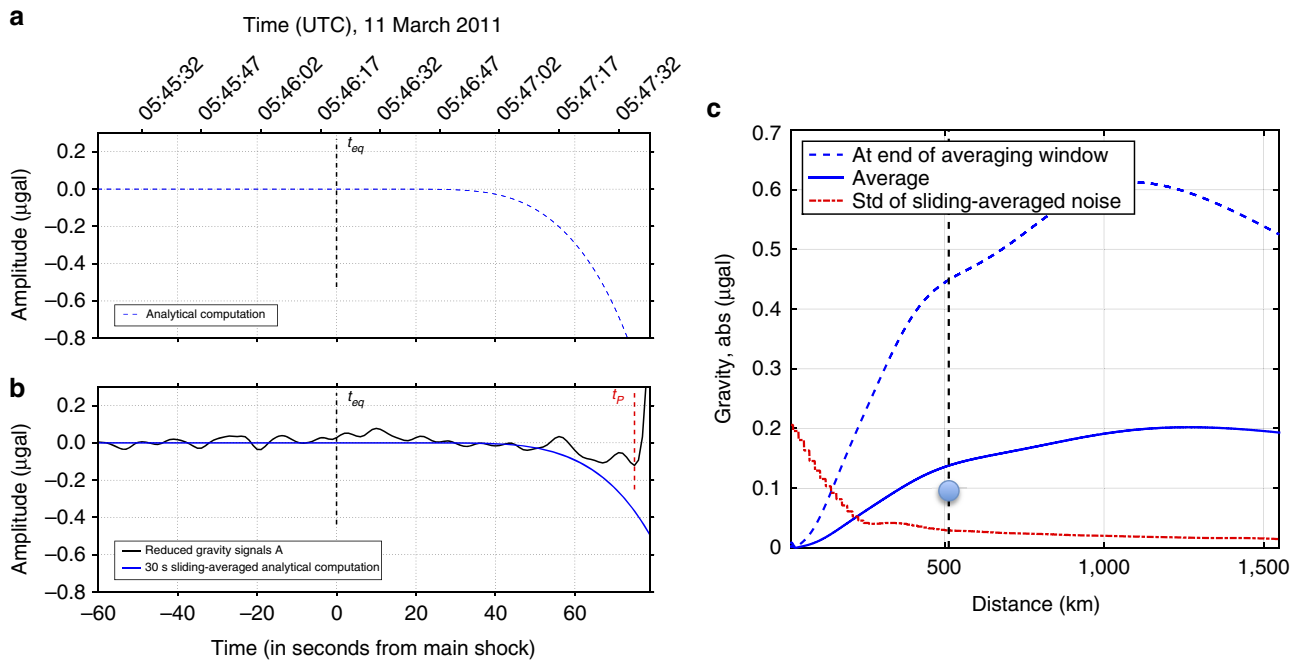 a
Time (UTC), 11 March 2011
05:45:32
05:45:47
05:46:02
05:46:17
05:46:32
05:46:47
05:47:02
05:47:17
05:47:32
Amplitude (μgal)
0.2
0.0
−0.2
−0.4
−0.6
−0.8
t_eq
Analytical computation
b
Amplitude (μgal)
0.2
0.0
−0.2
−0.4
−0.6
−0.8
t_eq
t_P
Reduced gravity signals A
30 s sliding-averaged analytical computation
−60
−40
−20
0
20
40
60
Time (in seconds from main shock)
c
Gravity, abs (μgal)
0.7
0.6
0.5
0.4
0.3
0.2
0.1
0
At end of averaging window
Average
Std of sliding-averaged noise
500
1,000
1,500
Distance (km)